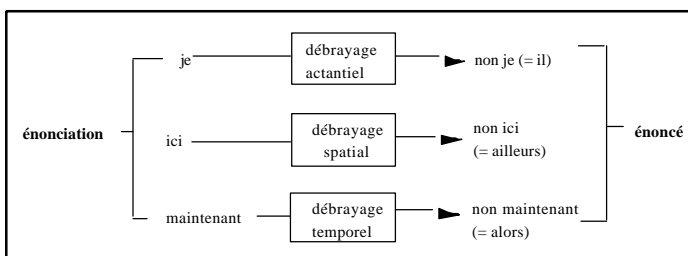 je
débrayage
actantiel
non je (= il)
énonciation
ici
débrayage
spatial
non ici
(= ailleurs)
énoncé
maintenant
débrayage
temporel
non maintenant
(= alors)